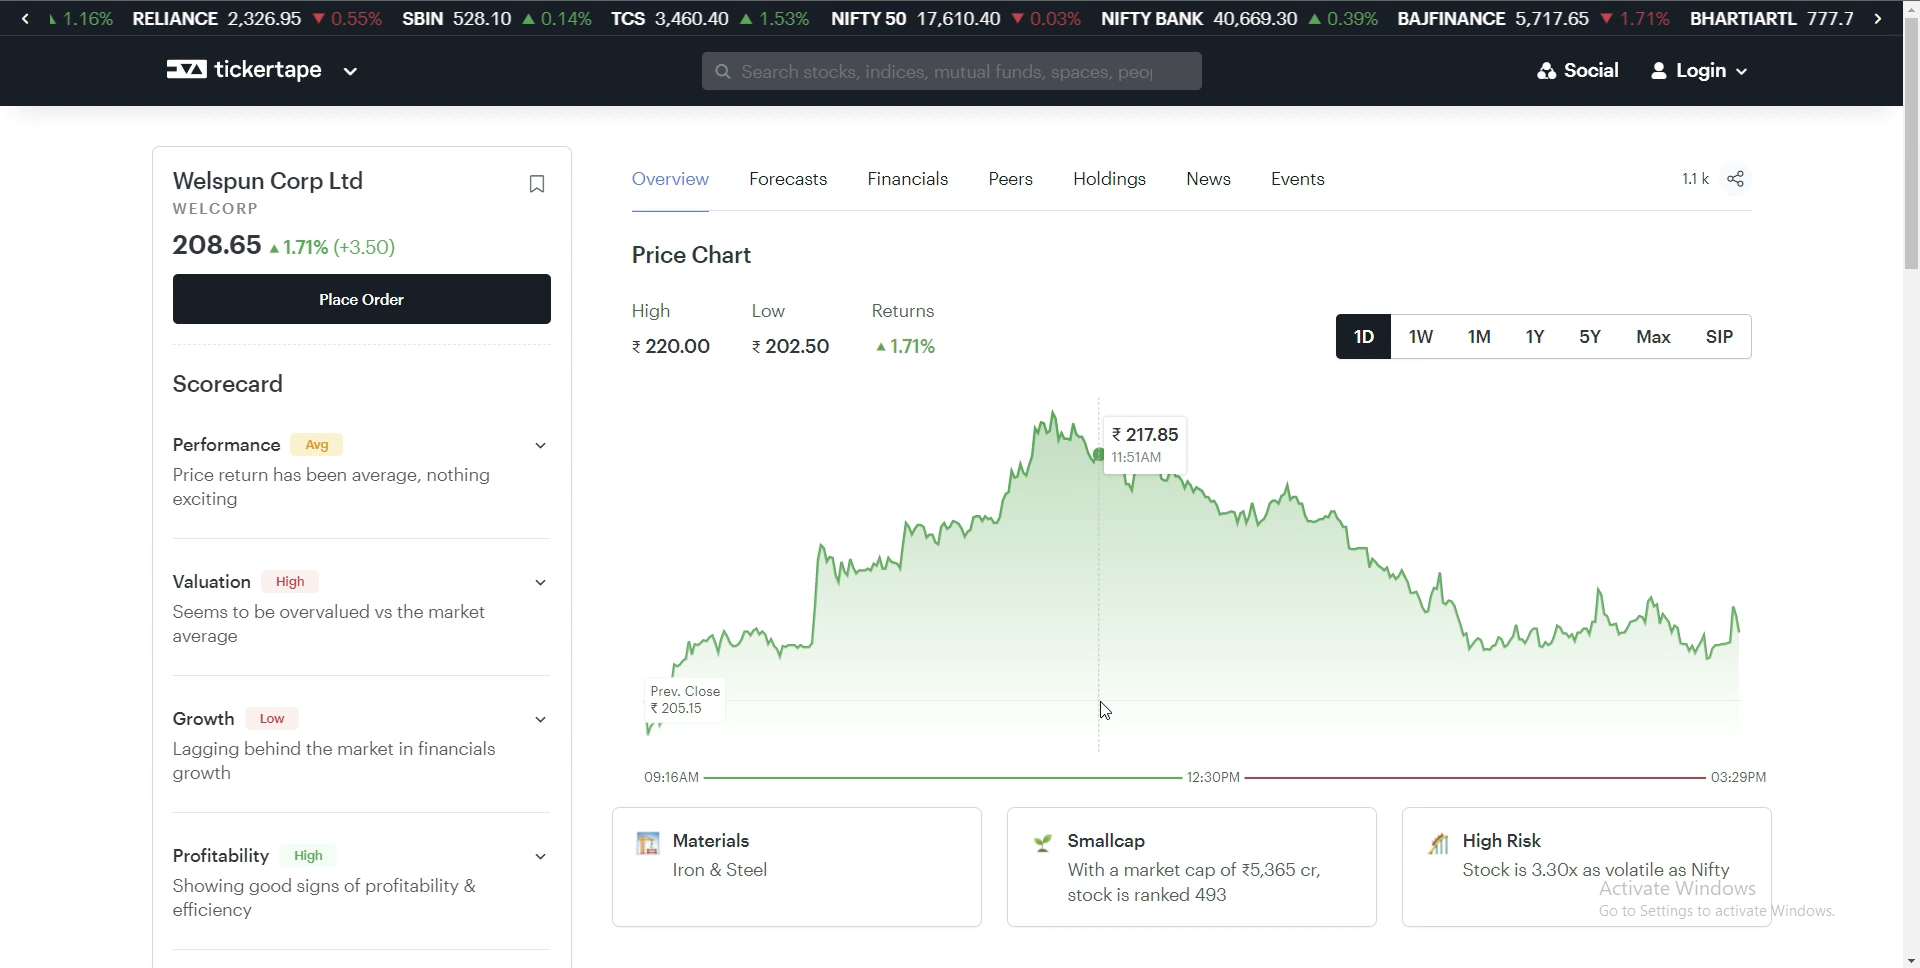 1.16% RELIANCE 2,326.95 ▼ 0.55% SBIN 528.10 ▲ 0.14% TCS 3,460.40 ▲ 1.53% NIFTY 50 17,610.40 ▼ 0.03% NIFTY BANK 40,669.30 ▲ 0.39% BAJFINANCE 5,717.65 ▼ 1.71% BHARTIARTL 777.7
tickertape
Search stocks, indices, mutual funds, spaces,
Social
Login
Welspun Corp Ltd
WELCORP
208.65 ▲ 1.71% (+3.50)
Place Order
Scorecard
Performance Avg
Price return has been average, nothing
exciting
Valuation High
Seems to be overvalued vs the market
average
Growth Low
Lagging behind the market in financials
growth
Profitability High
Showing good signs of profitability &
efficiency
Overview Forecasts Financials Peers Holdings News Events
1.1 k
Price Chart
High Low Returns
₹ 220.00 ₹ 202.50 ▲ 1.71%
1D 1W 1M 1Y 5Y Max SIP
₹ 217.85
11:51AM
Prev. Close
₹ 205.15
09:16AM 12:30PM 03:29PM
Materials
Iron & Steel
Smallcap
With a market cap of ₹5,365 cr,
stock is ranked 493
High Risk
Stock is 3.30x as volatile as Nifty
Activate Windows
Go to Settings to activate Windows.